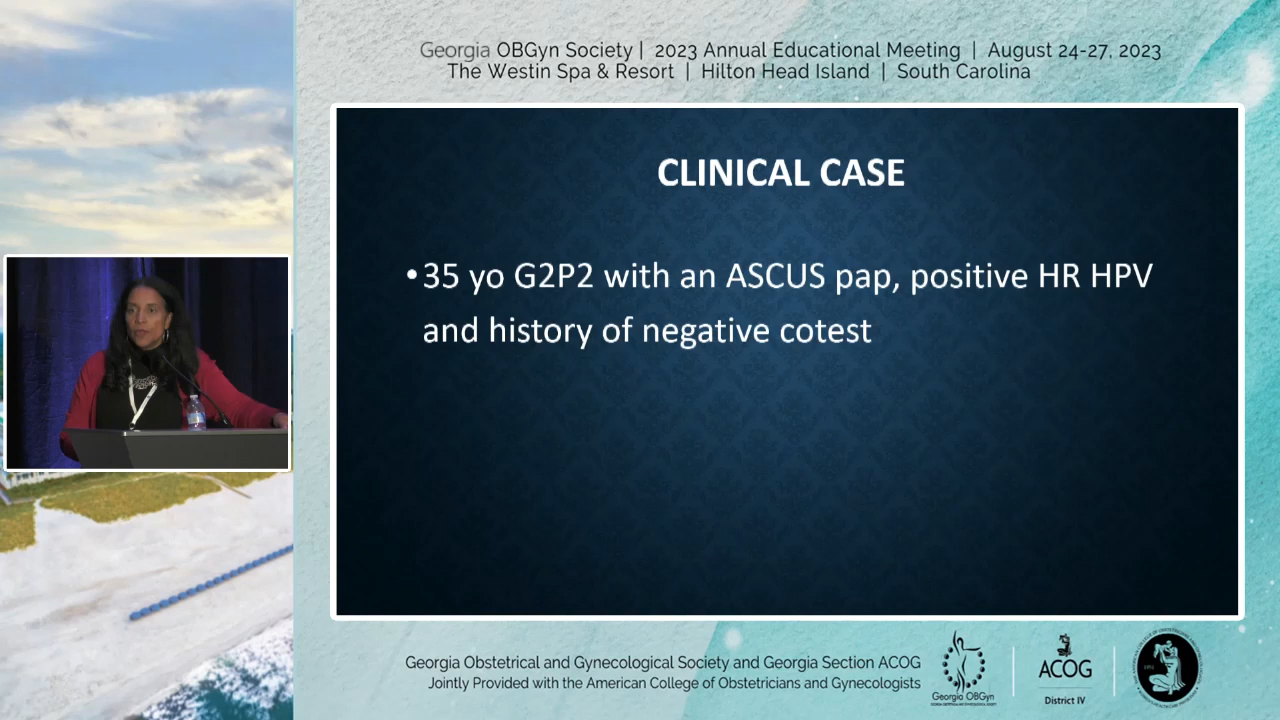 Georgia OBGyn Society | 2023 Annual Educational Meeting | August 24-27, 2023
The Westin Spa & Resort | Hilton Head Island | South Carolina
CLINICAL CASE
•35 yo G2P2 with an ASCUS pap, positive HR HPV
and history of negative cotest
Georgia Obstetrical and Gynecological Society and Georgia Section ACOG
Jointly Provided with the American College of Obstetricians and Gynecologists
Georgia OBGyn
ACOG
District IV